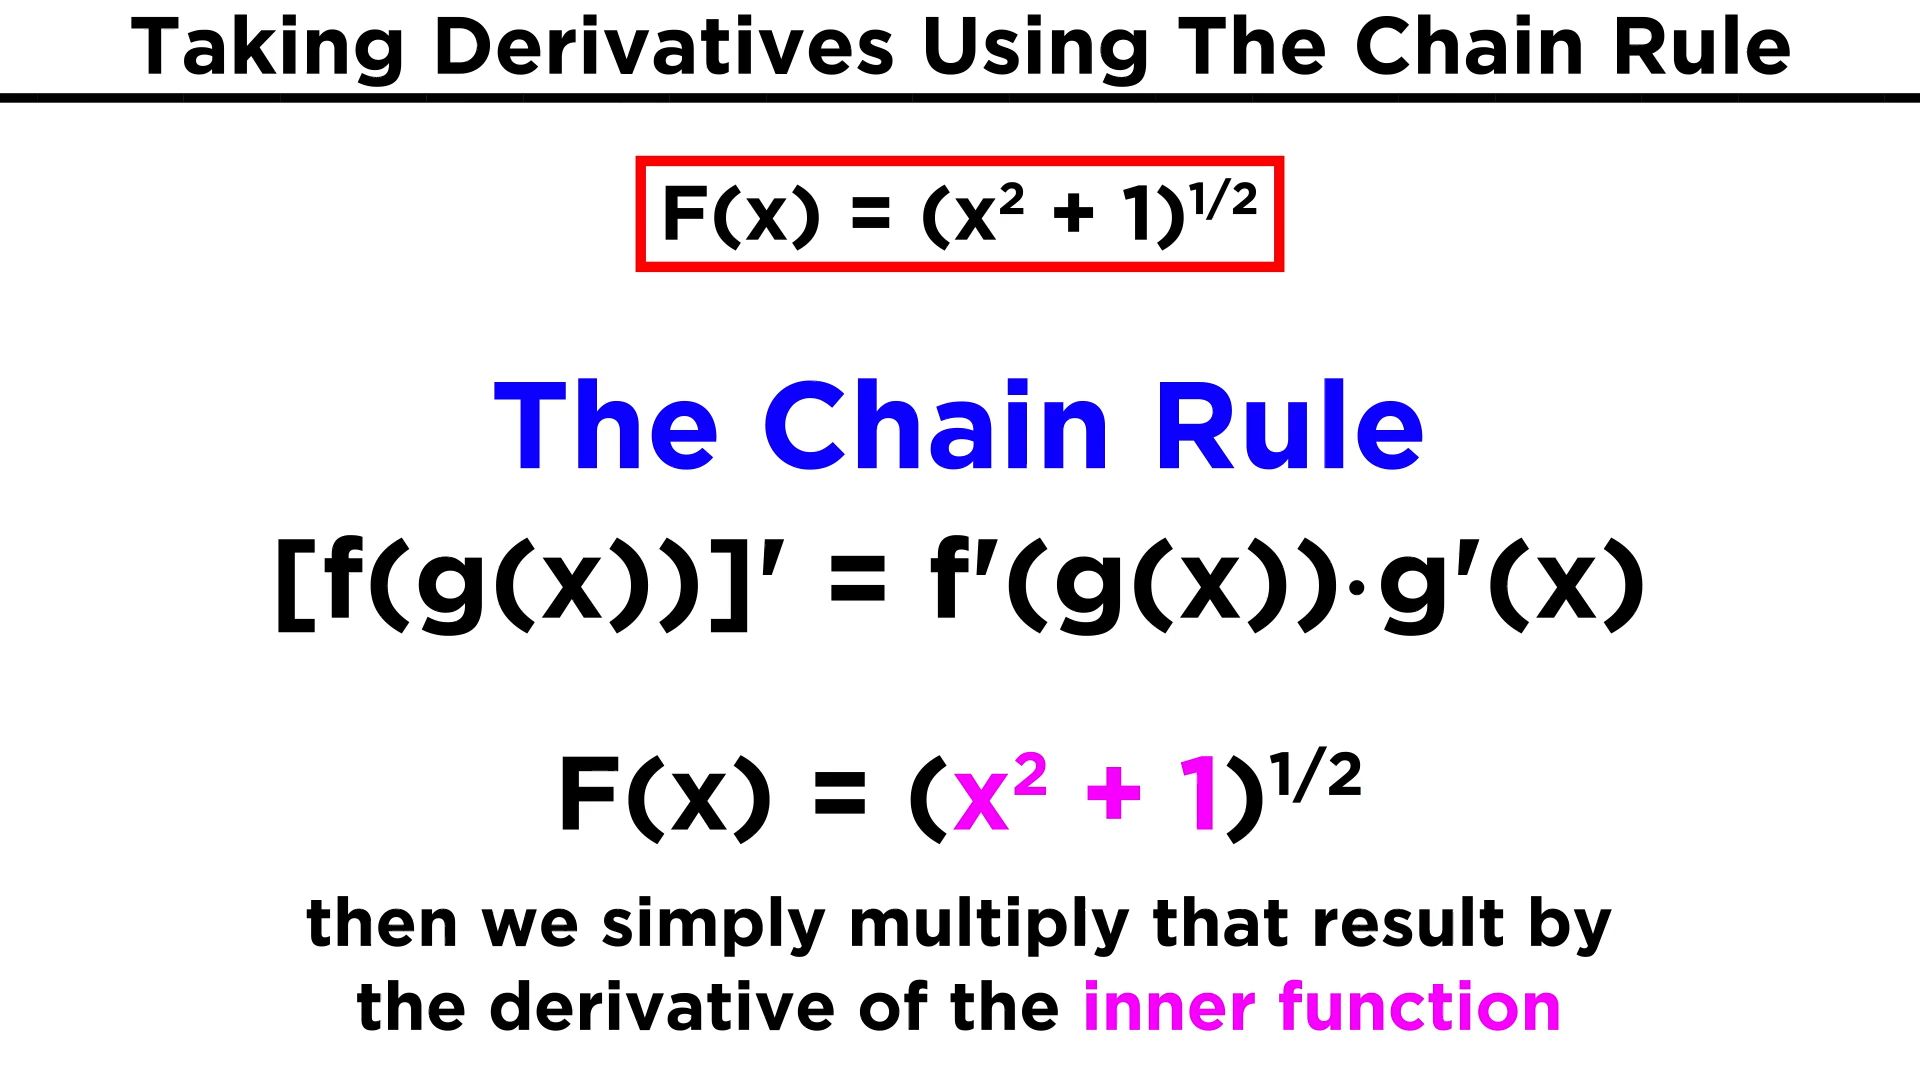 Taking Derivatives Using The Chain Rule
F(x) = (x² + 1)¹/²
The Chain Rule
[f(g(x))]' = f'(g(x))·g'(x)
F(x) = (x² + 1)¹/²
then we simply multiply that result by
the derivative of the inner function